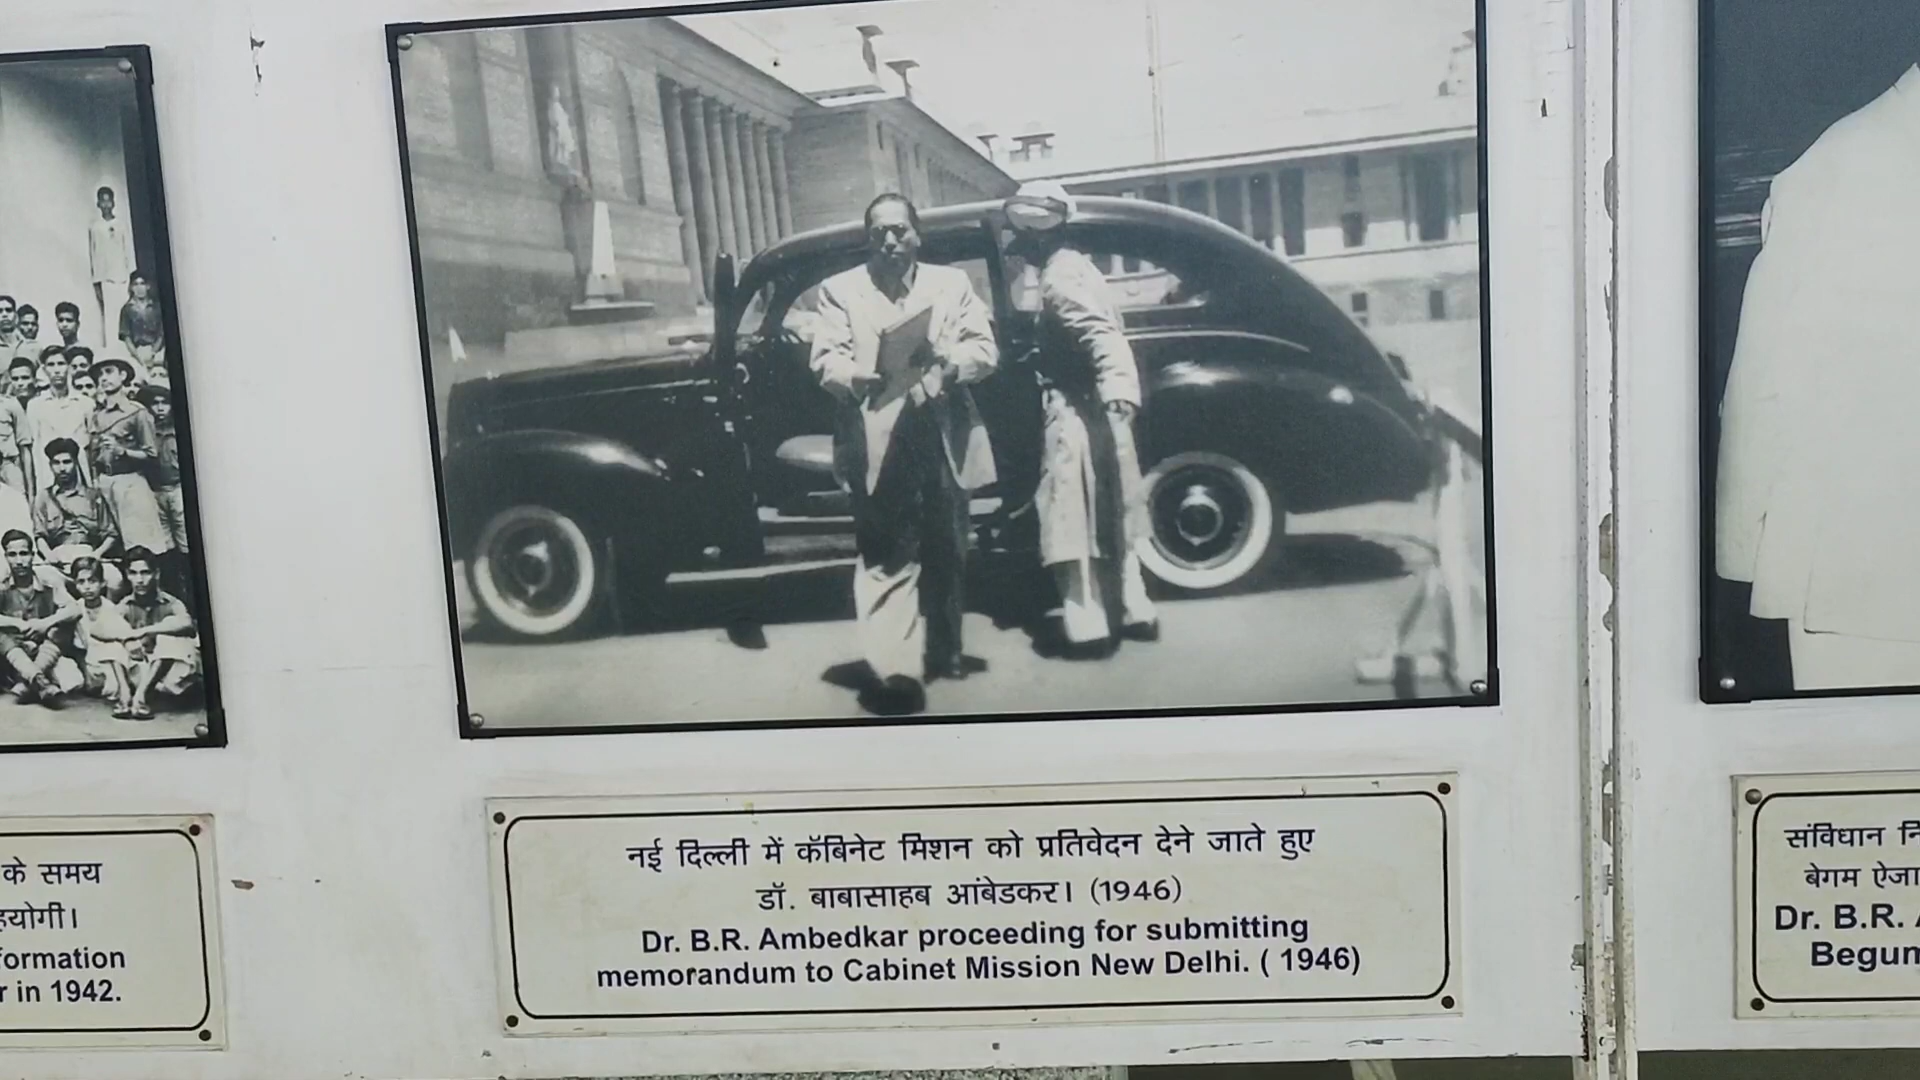 के समय
हयोगी।
formation
r in 1942.
नई दिल्ली में कॅबिनेट मिशन को प्रतिवेदन देने जाते हुए
डॉ. बाबासाहब आंबेडकर। (1946)
Dr. B.R. Ambedkar proceeding for submitting
memorandum to Cabinet Mission New Delhi. ( 1946)
संविधान नि
बेगम ऐजा
Dr. B.R.
Begum